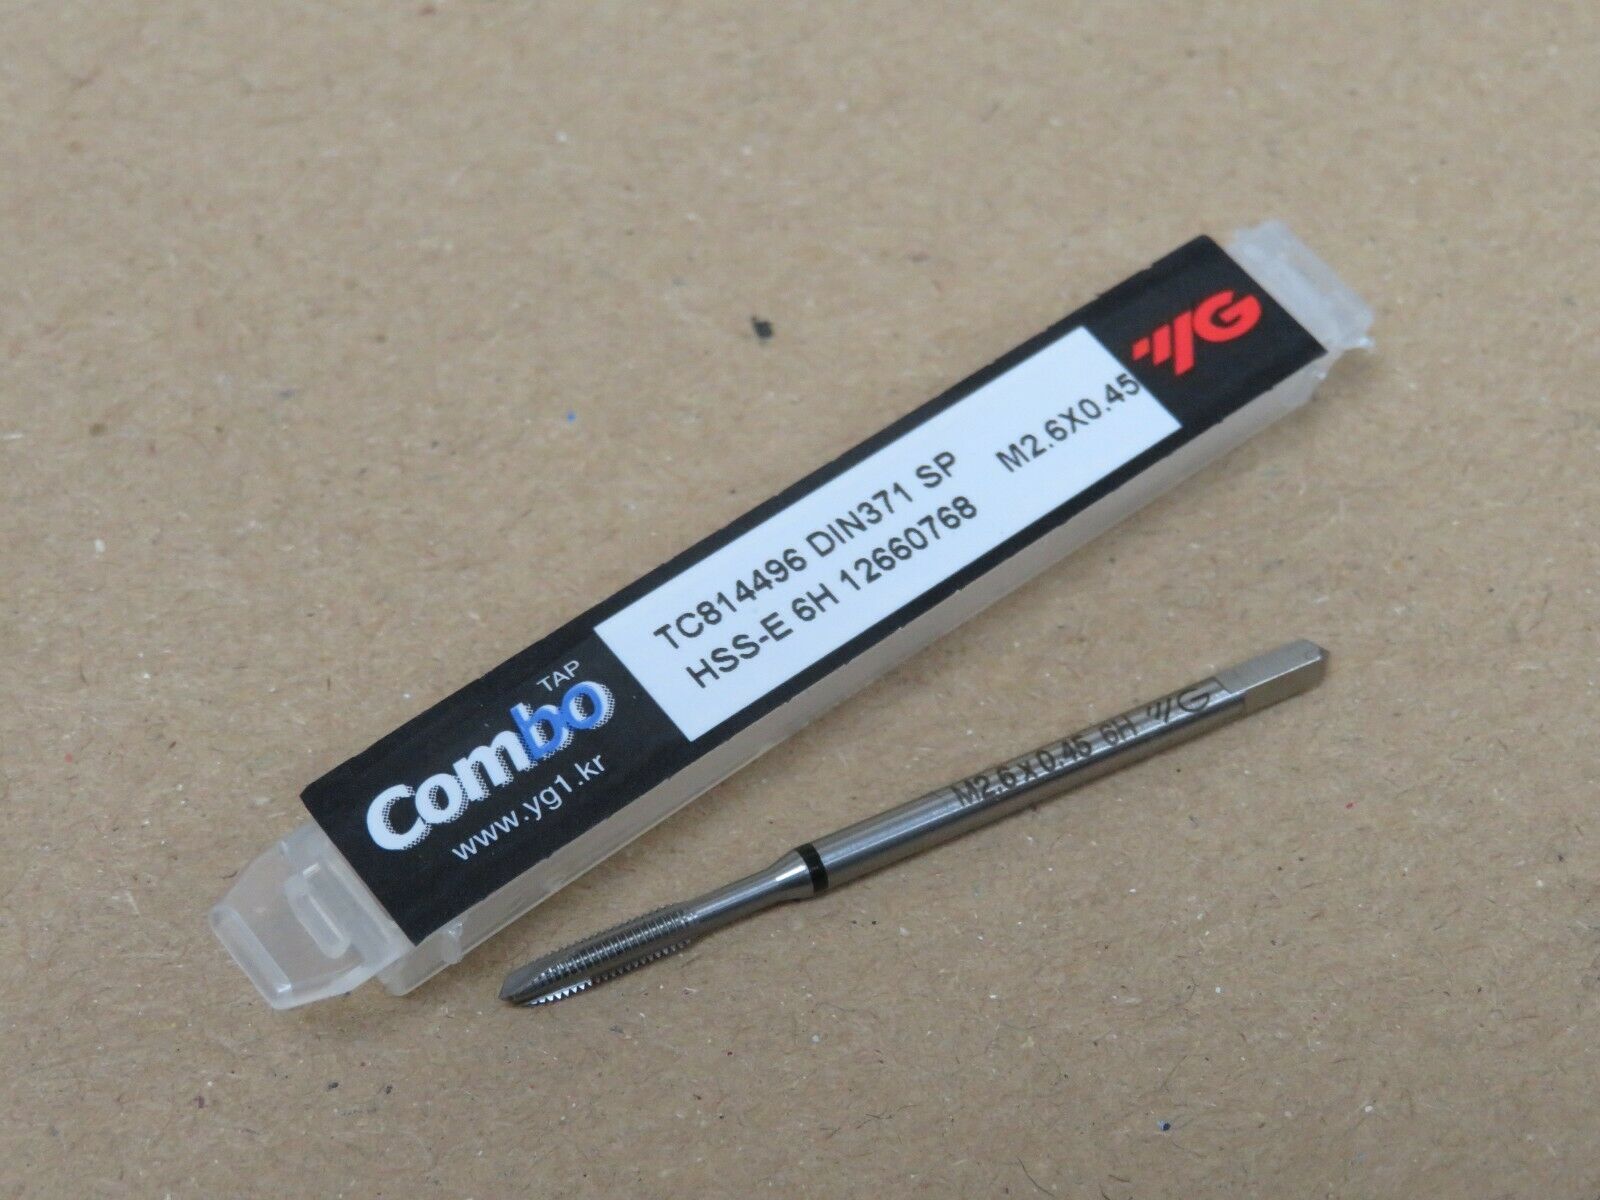 YG
TC814496 DIN371 SP M2.6X0.45
HSS-E 6H 12660768
TAP
Combo
www.yg1.kr
M2.6 x 0.45 6H YG